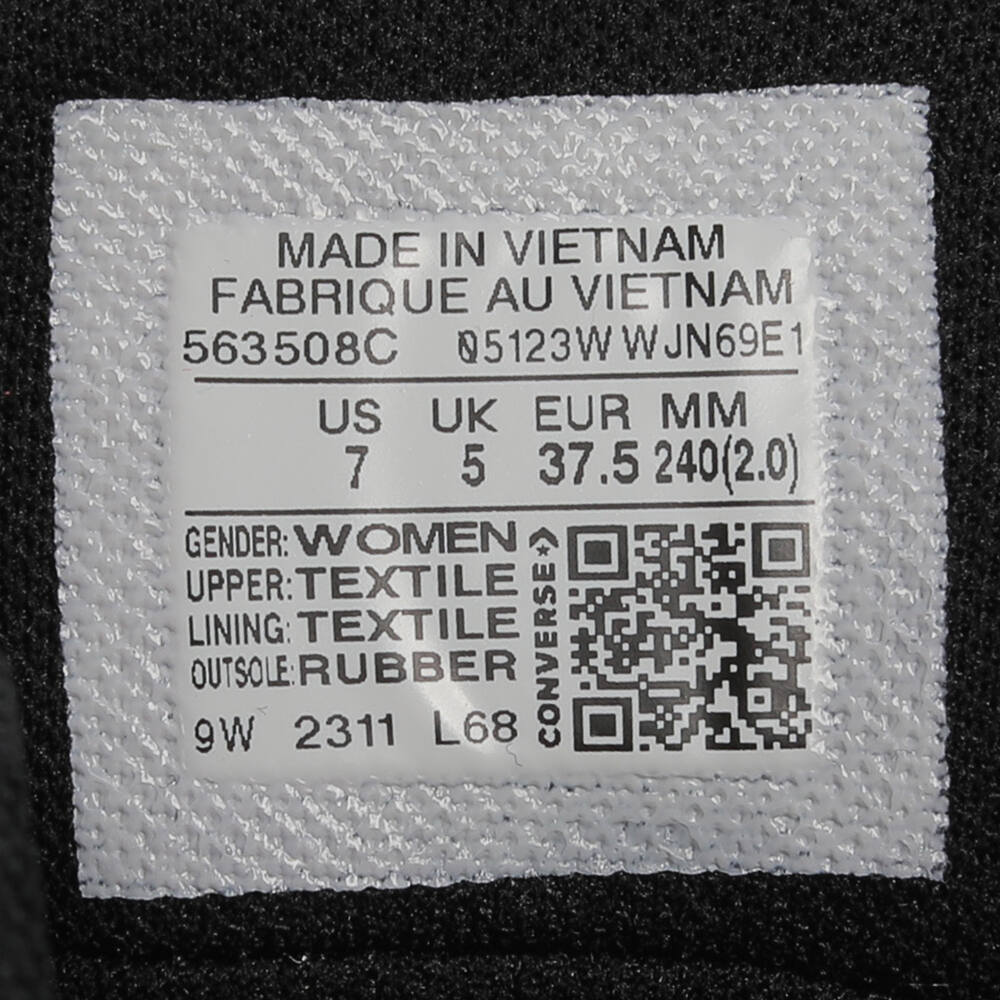 MADE IN VIETNAM
FABRIQUE AU VIETNAM
563508C 05123W WJN69E1
US UK EUR MM
7 5 37.5 240(2.0)
GENDER: WOMEN
UPPER: TEXTILE
LINING: TEXTILE
OUTSOLE: RUBBER
9W 2311 L68
CONVERSE